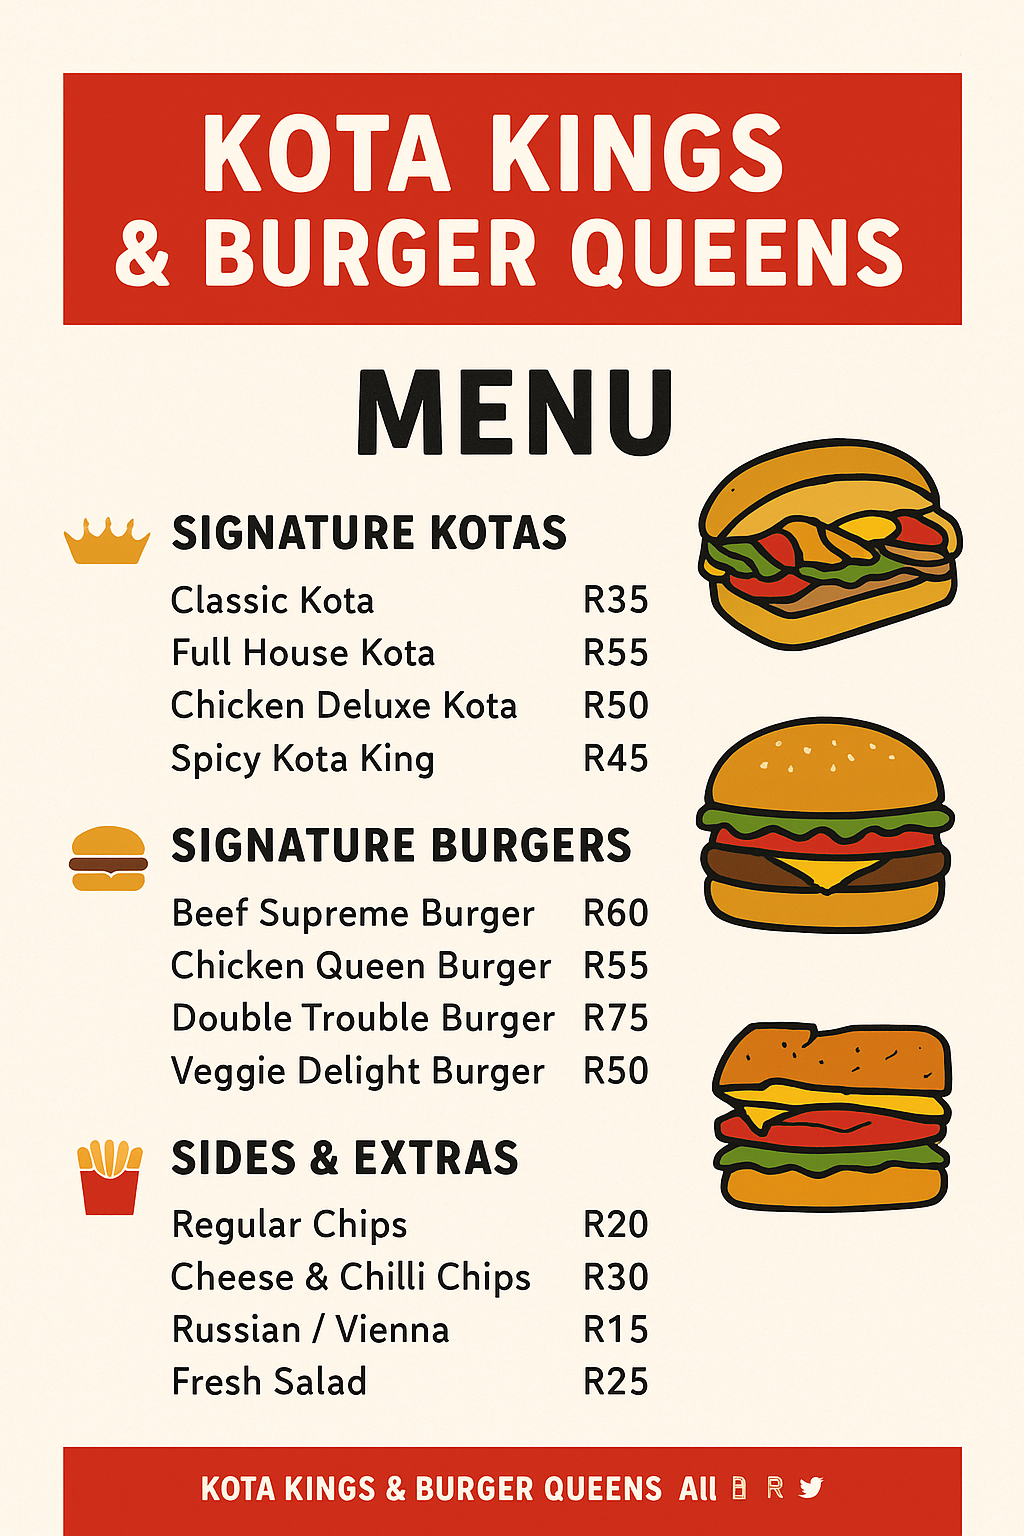 KOTA KINGS
& BURGER QUEENS
MENU
SIGNATURE KOTAS
Classic Kota R35
Full House Kota R55
Chicken Deluxe Kota R50
Spicy Kota King R45
SIGNATURE BURGERS
Beef Supreme Burger R60
Chicken Queen Burger R55
Double Trouble Burger R75
Veggie Delight Burger R50
SIDES & EXTRAS
Regular Chips R20
Cheese & Chilli Chips R30
Russian / Vienna R15
Fresh Salad R25
KOTA KINGS & BURGER QUEENS All R